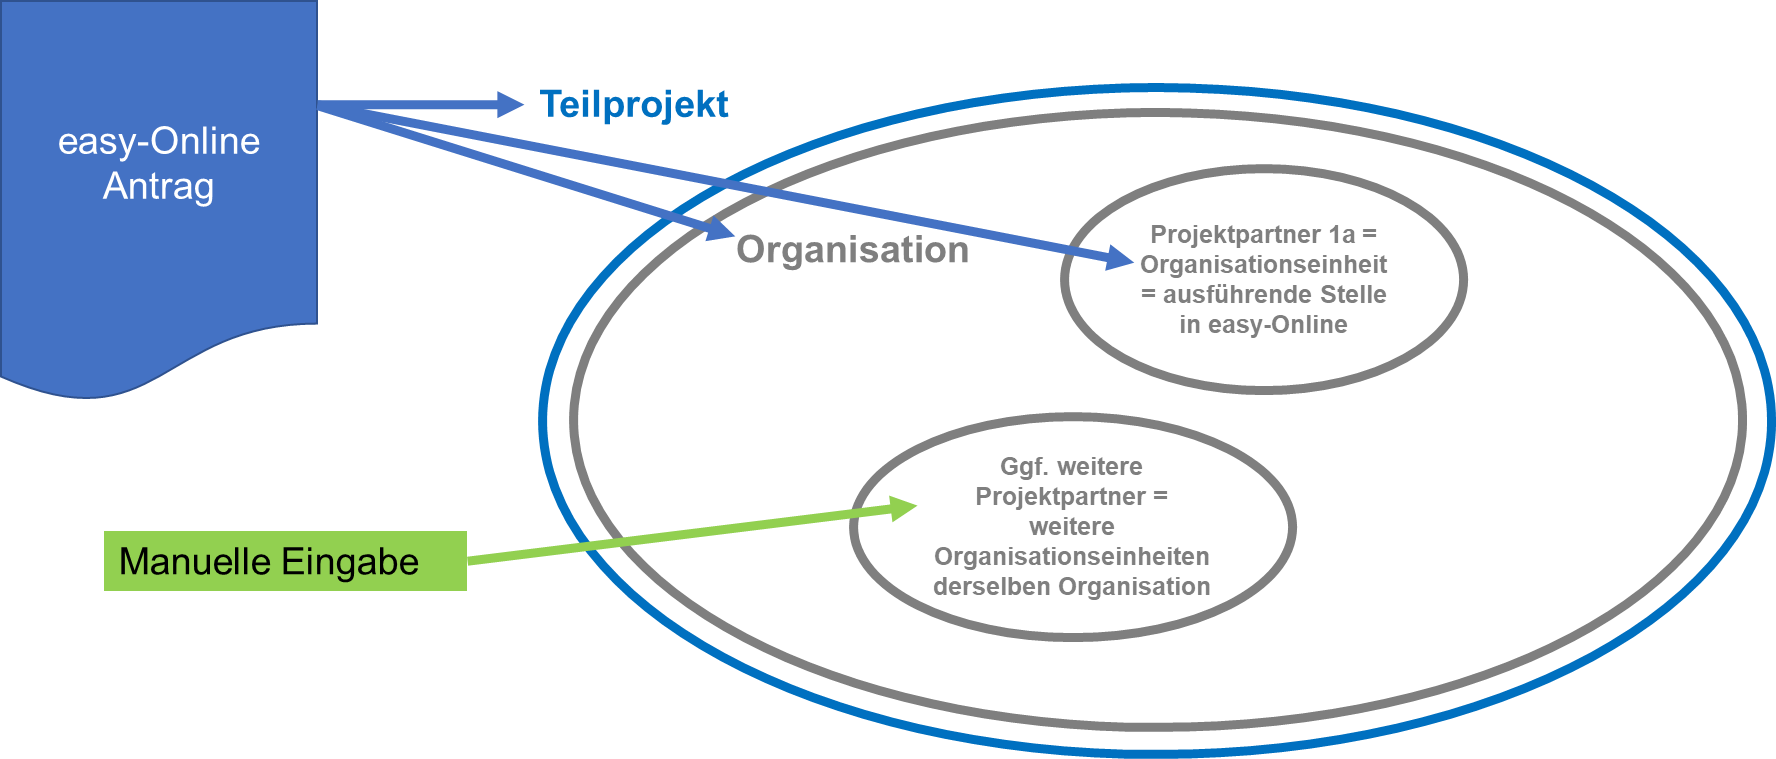 easy-Online
Antrag
Teilprojekt
Organisation
Projektpartner 1a =
Organisationseinheit
= ausführende Stelle
in easy-Online
Ggf. weitere
Projektpartner =
weitere
Organisationseinheiten
derselben Organisation
Manuelle Eingabe